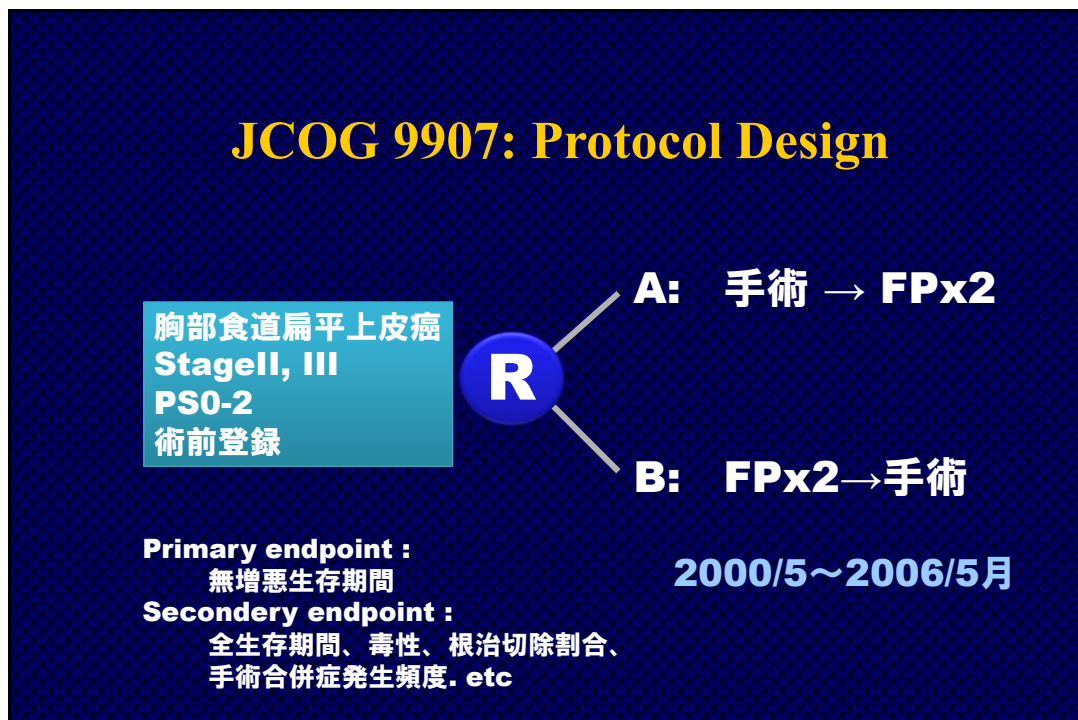 JCOG 9907: Protocol Design
胸部食道扁平上皮癌
StageII, III
PS0-2
術前登録
R
A: 手術 → FPx2
B: FPx2→手術
Primary endpoint :
無増悪生存期間
Secondery endpoint :
全生存期間、毒性、根治切除割合、
手術合併症発生頻度. etc
2000/5～2006/5月